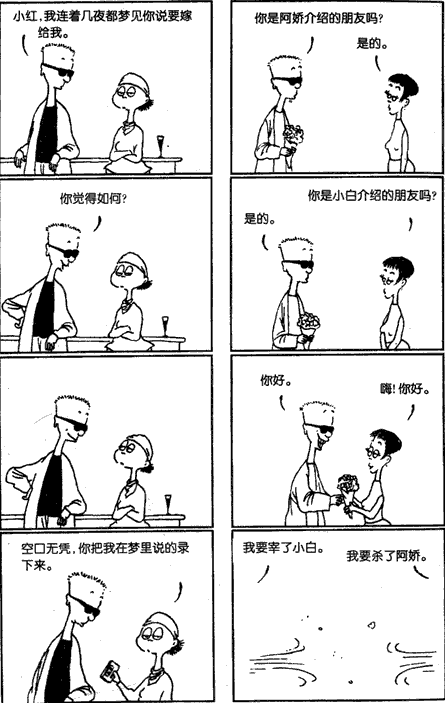 小红，我连着几夜都梦见你说要嫁
给我。
你觉得如何？
空口无凭，你把我在梦里说的录
下来。
你是阿娇介绍的朋友吗？
是的。
你是小白介绍的朋友吗？
是的。
你好。
嗨！你好。
我要宰了小白。
我要杀了阿娇。